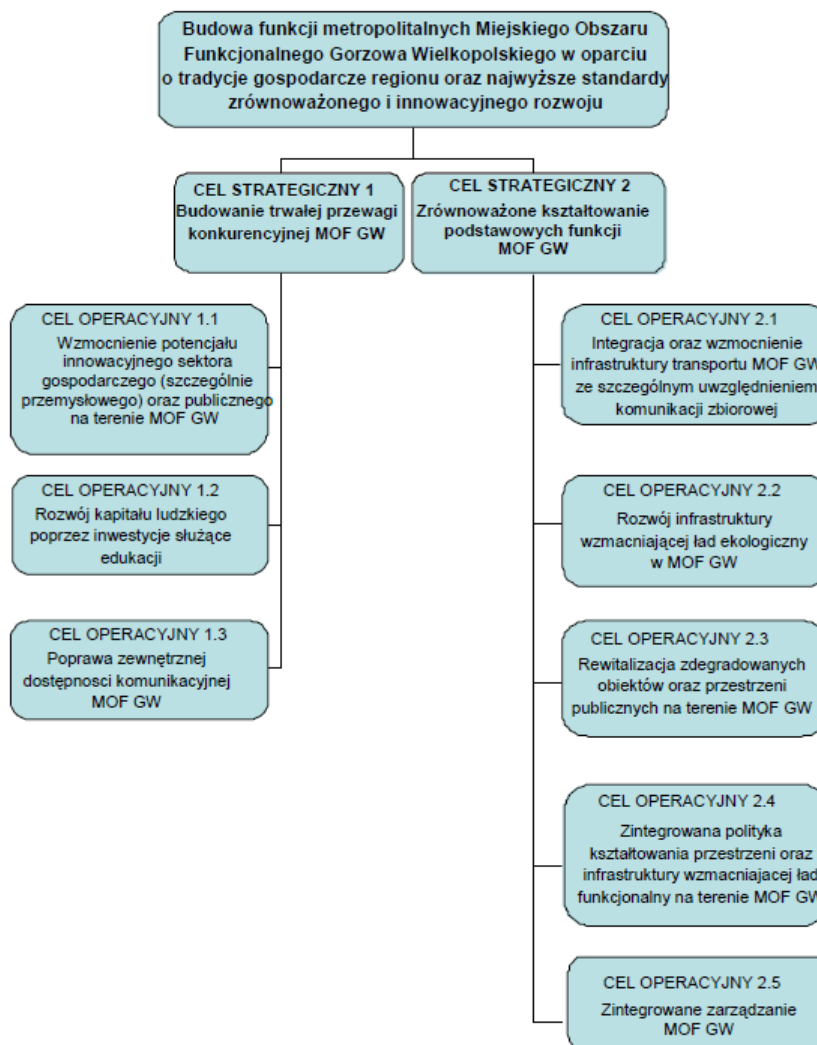 Budowa funkcji metropolitalnych Miejskiego Obszaru
Funkcjonalnego Gorzowa Wielkopolskiego w oparciu
o tradycje gospodarcze regionu oraz najwyższe standardy
zrównoważonego i innowacyjnego rozwoju
CEL STRATEGICZNY 1
Budowanie trwałej przewagi
konkurencyjnej MOF GW
CEL STRATEGICZNY 2
Zrównoważone kształtowanie
podstawowych funkcji
MOF GW
CEL OPERACYJNY 1.1
Wzmocnienie potencjału
innowacyjnego sektora
gospodarczego (szczególnie
przemysłowego) oraz publicznego
na terenie MOF GW
CEL OPERACYJNY 1.2
Rozwój kapitału ludzkiego
poprzez inwestycje służące
edukacji
CEL OPERACYJNY 1.3
Poprawa zewnętrznej
dostępnosci komunikacyjnej
MOF GW
CEL OPERACYJNY 2.1
Integracja oraz wzmocnienie
infrastruktury transportu MOF GW
ze szczególnym uwzględnieniem
komunikacji zbiorowej
CEL OPERACYJNY 2.2
Rozwój infrastruktury
wzmacniającej ład ekologiczny
w MOF GW
CEL OPERACYJNY 2.3
Rewitalizacja zdegradowanych
obiektów oraz przestrzeni
publicznych na terenie MOF GW
CEL OPERACYJNY 2.4
Zintegrowana polityka
kształtowania przestrzeni oraz
infrastruktury wzmacniajacej ład
funkcjonalny na terenie MOF GW
CEL OPERACYJNY 2.5
Zintegrowane zarządzanie
MOF GW